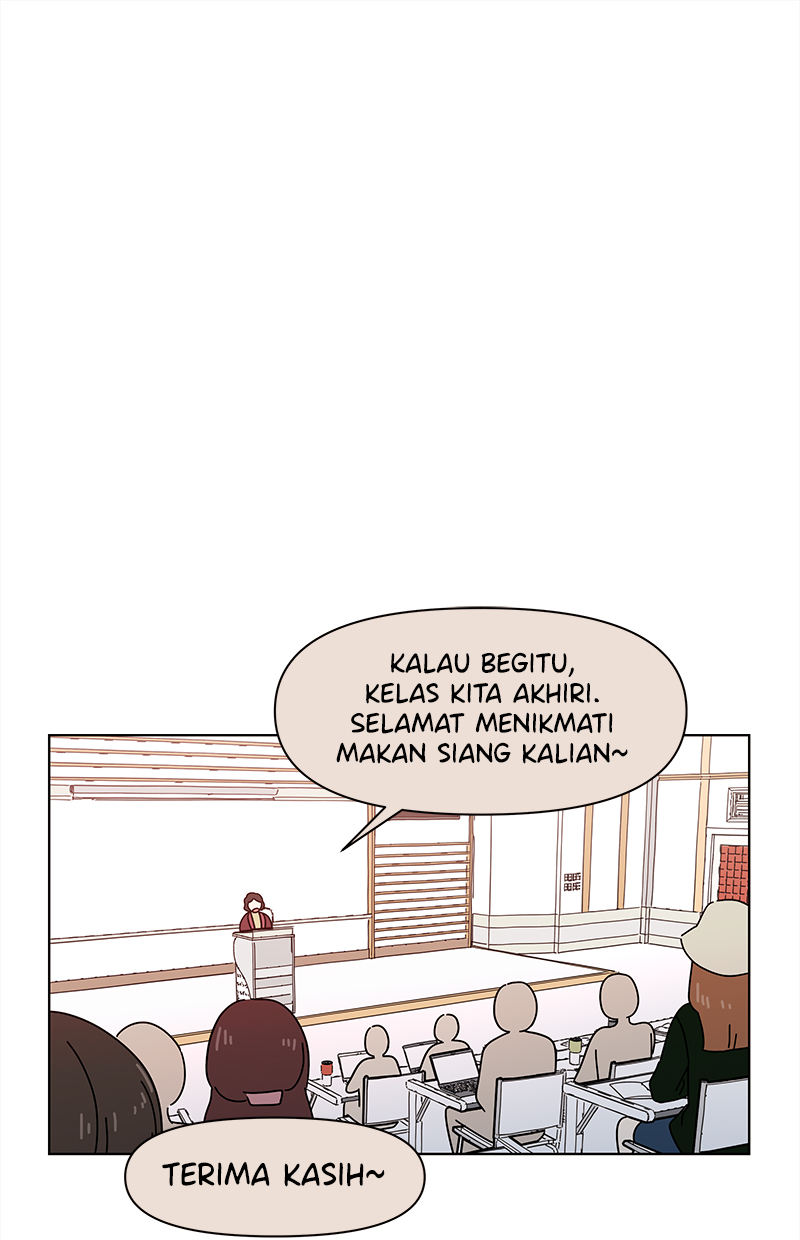 KALAU BEGITU,
KELAS KITA AKHIRI.
SELAMAT MENIKMATI
MAKAN SIANG KALIAN~
TERIMA KASIH~